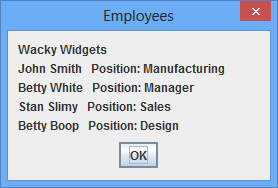 Employees
Wacky Widgets
John Smith Position: Manufacturing
Betty White Position: Manager
Stan Slimy Position: Sales
Betty Boop Position: Design
OK